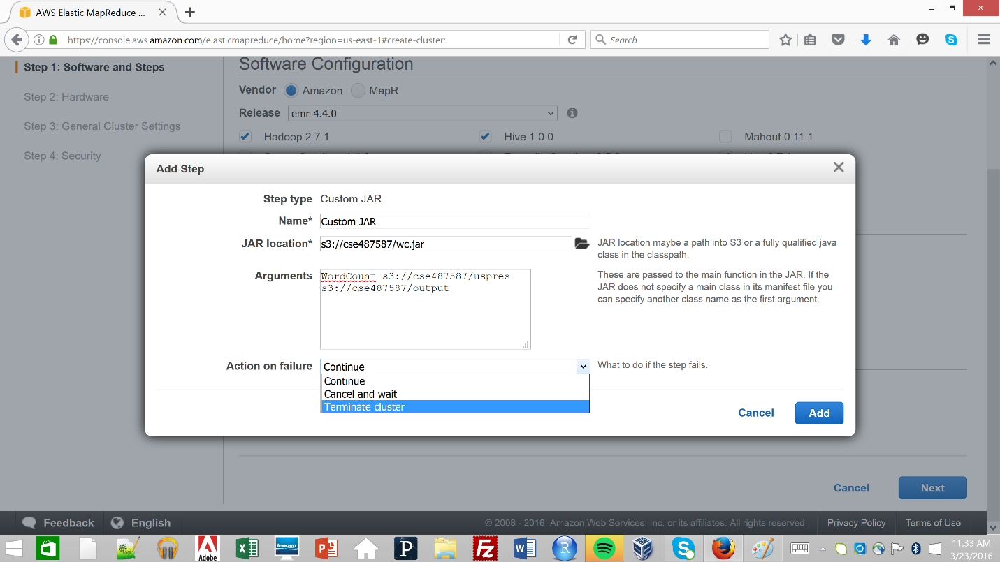 AWS Elastic MapReduce ...
https://console.aws.amazon.com/elasticmapreduce/home?region=us-east-1#create-cluster:
Search
Step 1: Software and Steps
Step 2: Hardware
Step 3: General Cluster Settings
Step 4: Security
Software Configuration
Vendor Amazon MapR
Release emr-4.4.0
Hadoop 2.7.1 Hive 1.0.0 Mahout 0.11.1
Add Step
Step type Custom JAR
Name* Custom JAR
JAR location* s3://cse487587/wc.jar
JAR location maybe a path into S3 or a fully qualified java
class in the classpath.
Arguments
WordCount s3://cse487587/uspres
s3://cse487587/output
These are passed to the main function in the JAR. If the
JAR does not specify a main class in its manifest file you
can specify another class name as the first argument.
Action on failure Continue
What to do if the step fails.
Continue
Cancel and wait
Terminate cluster
Cancel Add
Cancel Next
Feedback English
© 2008 - 2016, Amazon Web Services, Inc. or its affiliates. All rights reserved. Privacy Policy Terms of Use
Adobe
lenovo
11:33 AM
3/23/2016